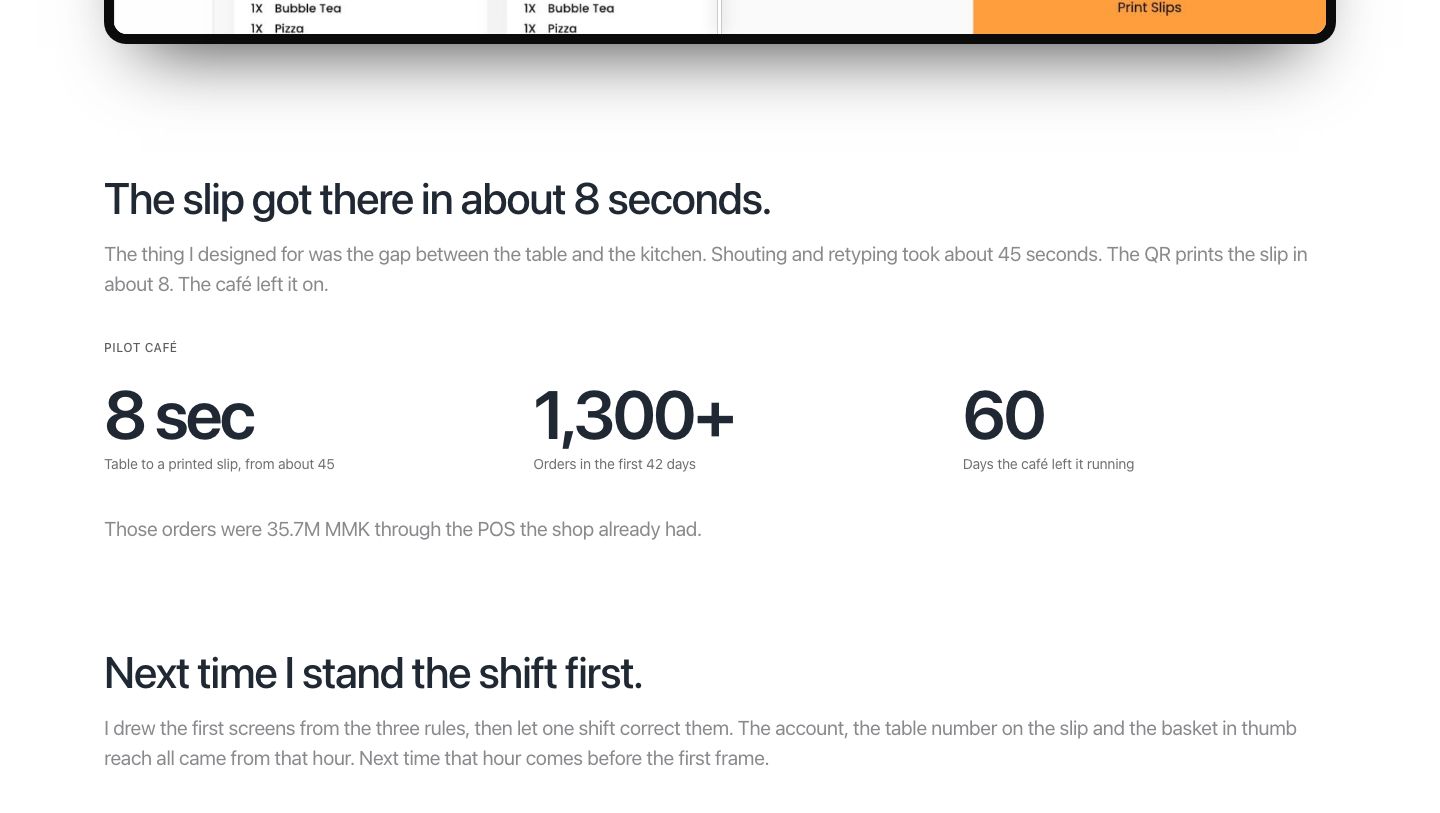 1X Bubble Tea 1X Bubble Tea Print Slips
1X Pizza 1X Pizza
The slip got there in about 8 seconds.
The thing I designed for was the gap between the table and the kitchen. Shouting and retyping took about 45 seconds. The QR prints the slip in
about 8. The café left it on.
PILOT CAFÉ
8 sec 1,300+ 60
Table to a printed slip, from about 45 Orders in the first 42 days Days the café left it running
Those orders were 35.7M MMK through the POS the shop already had.
Next time I stand the shift first.
I drew the first screens from the three rules, then let one shift correct them. The account, the table number on the slip and the basket in thumb
reach all came from that hour. Next time that hour comes before the first frame.